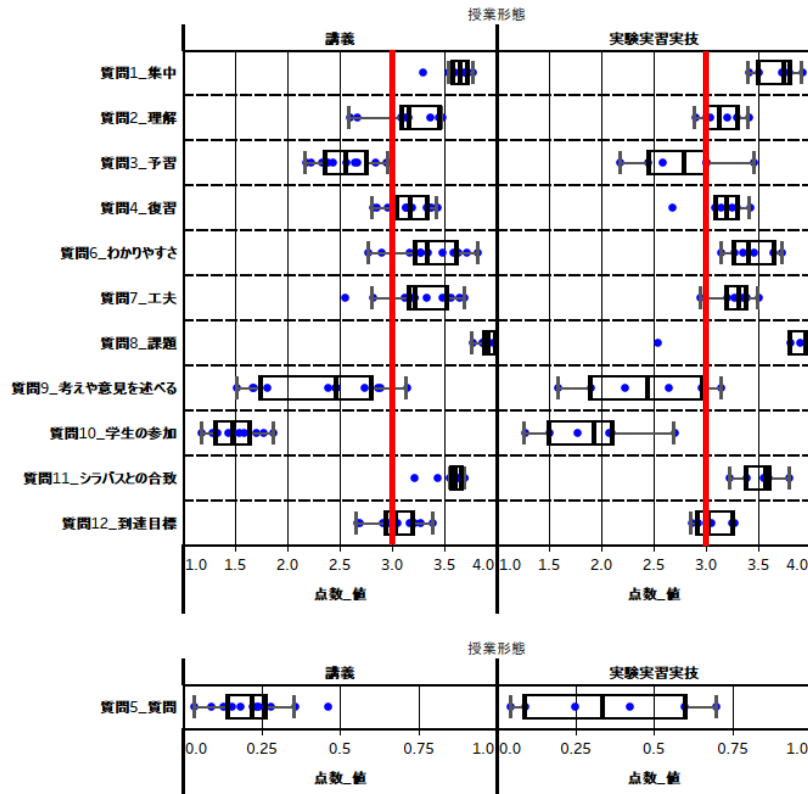 授業形態
講義 実験実習実技
質問1_集中
質問2_理解
質問3_予習
質問4_復習
質問6_わかりやすさ
質問7_工夫
質問8_課題
質問9_考えや意見を述べる
質問10_学生の参加
質問11_シラバスとの合致
質問12_到達目標
1.0 1.5 2.0 2.5 3.0 3.5 4.0 1.0 1.5 2.0 2.5 3.0 3.5 4.0
点数_値 点数_値
授業形態
講義 実験実習実技
質問5_質問
0.0 0.25 0.5 0.75 1.0 0.0 0.25 0.5 0.75 1.0
点数_値 点数_値